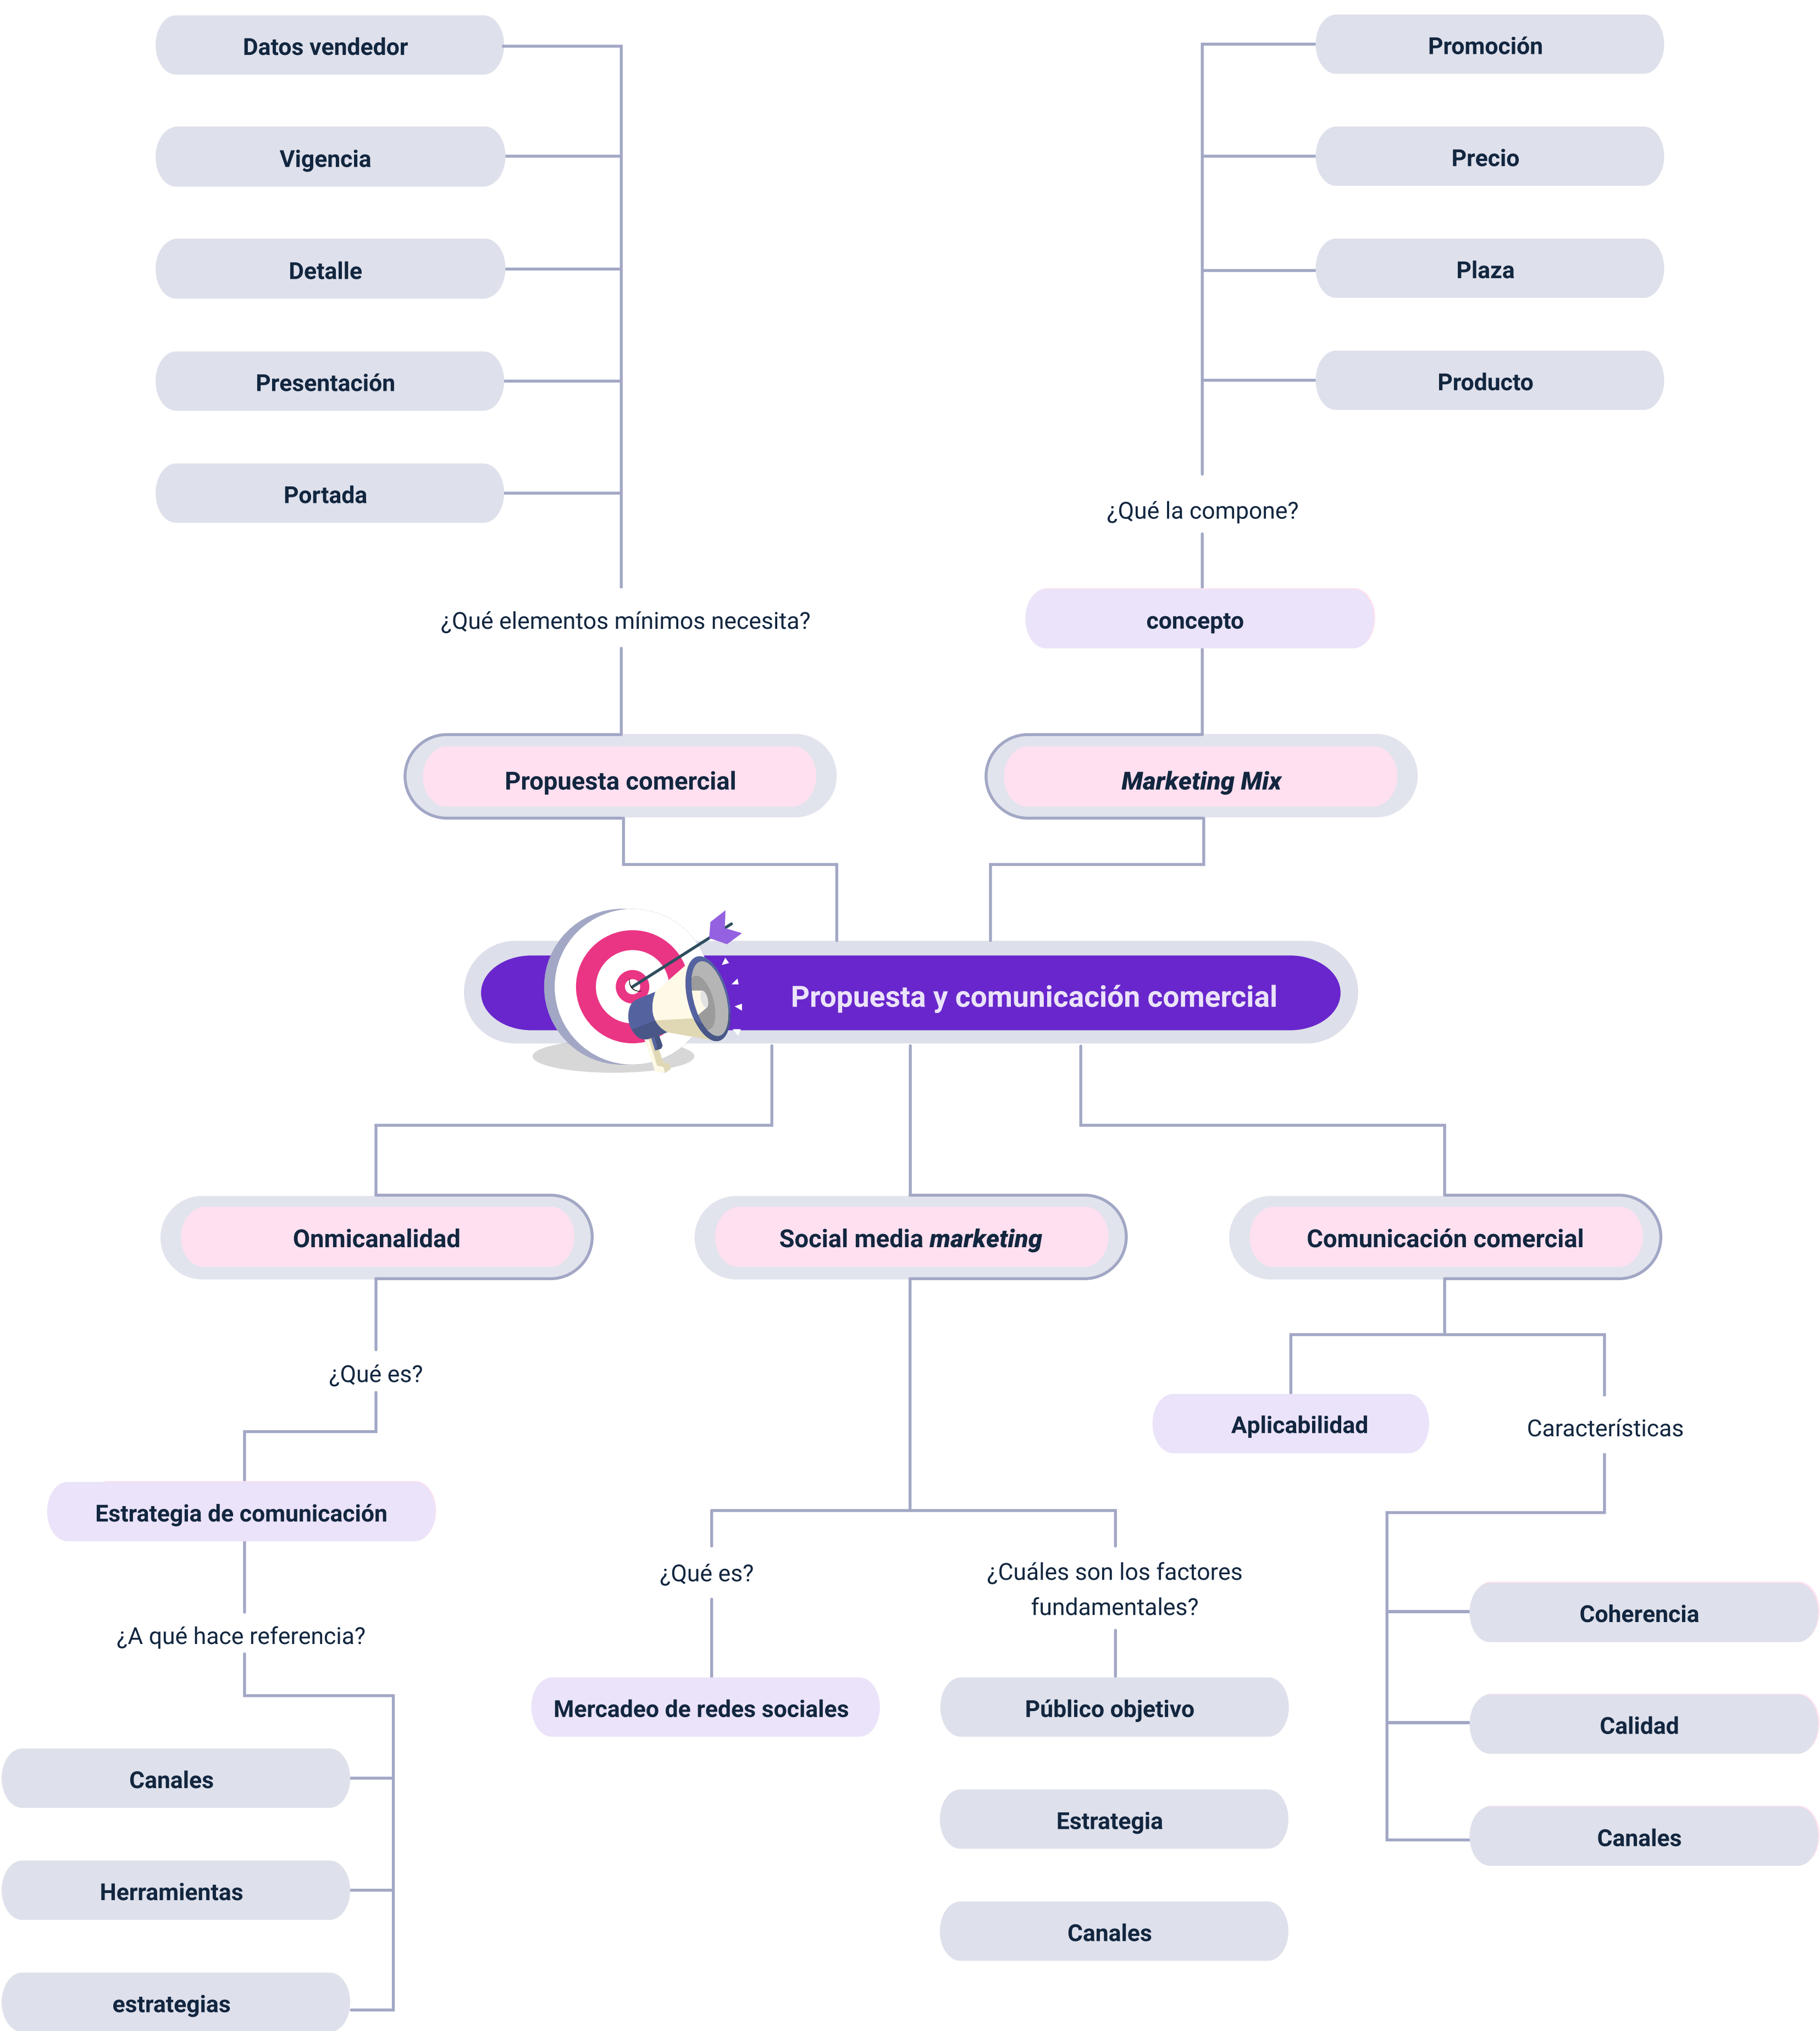 Datos vendedor
Vigencia
Detalle
Presentación
Portada
¿Qué elementos mínimos necesita?
Propuesta comercial
Promoción
Precio
Plaza
Producto
¿Qué la compone?
concepto
Marketing Mix
Propuesta y comunicación comercial
Onmicanalidad
¿Qué es?
Estrategia de comunicación
¿A qué hace referencia?
Canales
Herramientas
estrategias
Social media marketing
¿Qué es?
Mercadeo de redes sociales
¿Cuáles son los factores
fundamentales?
Público objetivo
Estrategia
Canales
Comunicación comercial
Aplicabilidad
Características
Coherencia
Calidad
Canales